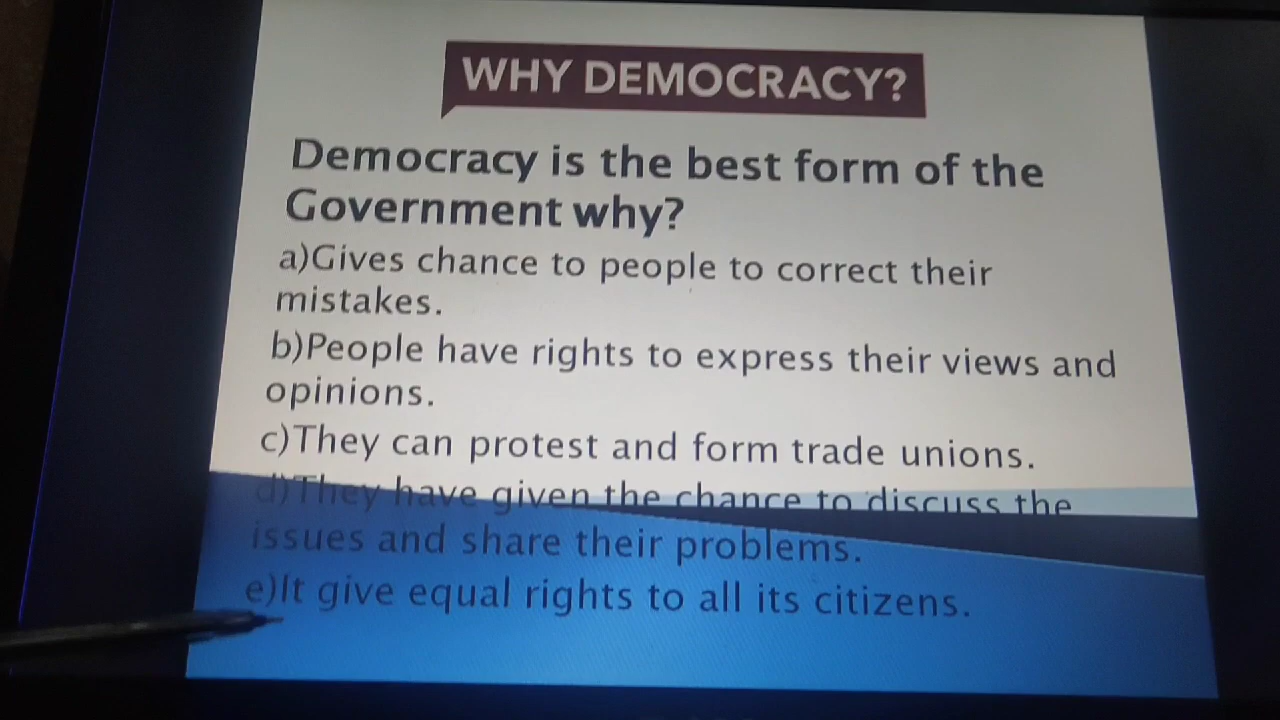 WHY DEMOCRACY?
Democracy is the best form of the
Government why?
a)Gives chance to people to correct their
mistakes.
b)People have rights to express their views and
opinions.
c)They can protest and form trade unions.
d)They have given the chance to discuss the
issues and share their problems.
e)It give equal rights to all its citizens.